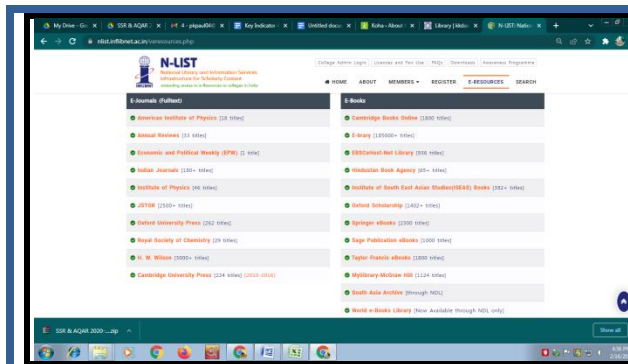 My Drive - Go
SSR & AQAR 2
4 - pipaul040
Key Indicator -
Untitled docu
Koha › About
Library | kkda
N-LIST: Nation
nlist.inflibnet.ac.in/veresources.php
N-LIST
National Library and Information Services
Infrastructure for Scholarly Content
College Admin Login
Licences and Fair Use
FAQs
Downloads
Awareness Programme
HOME ABOUT MEMBERS REGISTER E-RESOURCES SEARCH
E-Journals (Fulltext)
American Institute of Physics [18 titles]
Annual Reviews [33 titles]
Economic and Political Weekly (EPW) [1 title]
Indian Journals [180+ titles]
Institute of Physics [46 titles]
JSTOR [2500+ titles]
Oxford University Press [262 titles]
Royal Society of Chemistry [29 titles]
H. W. Wilson [3000+ titles]
Cambridge University Press [224 titles] (2010-2016)
E-Books
Cambridge Books Online [1800 titles]
E-brary [185000+ titles]
EBSCoHost-Net Library [936 titles]
Hindustan Book Agency [65+ titles]
Institute of South East Asian Studies(ISEAS) Books [382+ titles]
Oxford Scholarship [1402+ titles]
Springer eBooks [2300 titles]
Sage Publication eBooks [1000 titles]
Taylor Francis eBooks [1800 titles]
Mylibrary-McGraw Hill [1124 titles]
South Asia Archive [through NDL]
World e-Books Library [Now Available through NDL only]
SSR & AQAR 2020-....zip
Show all